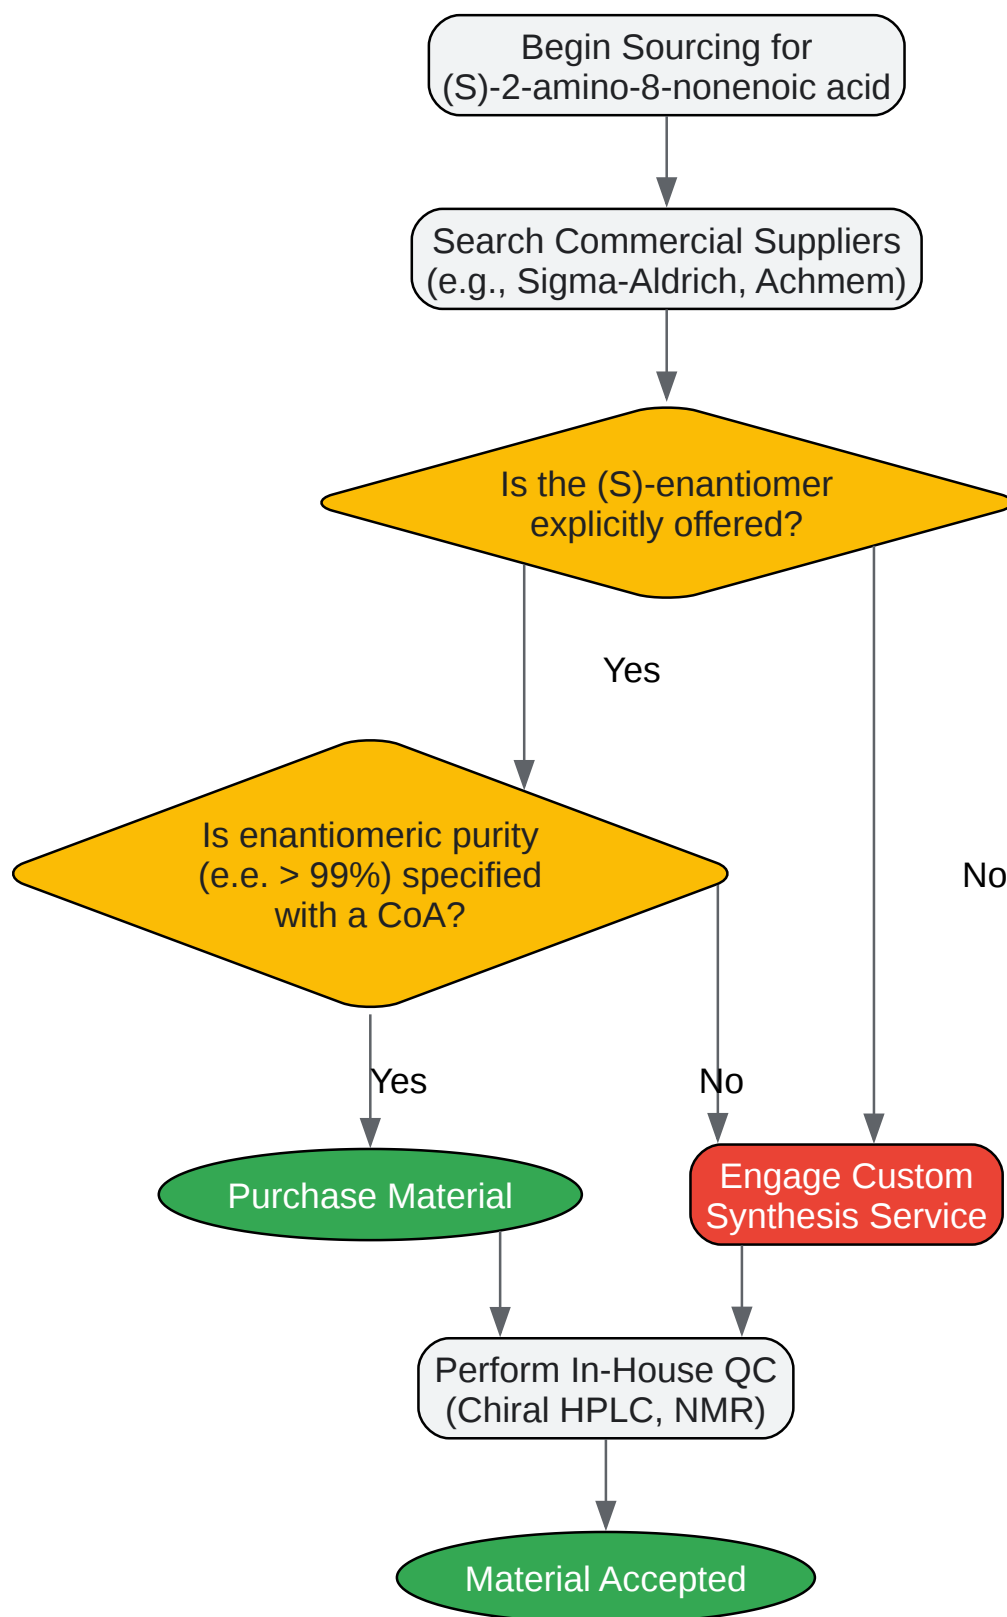 Begin Sourcing for
(S)-2-amino-8-nonenoic acid
Search Commercial Suppliers
(e.g., Sigma-Aldrich, Achmem)
Is the (S)-enantiomer
explicitly offered?
Yes
Is enantiomeric purity
(e.e. > 99%) specified
with a CoA?
No
Yes
No
Purchase Material
Engage Custom
Synthesis Service
Perform In-House QC
(Chiral HPLC, NMR)
Material Accepted